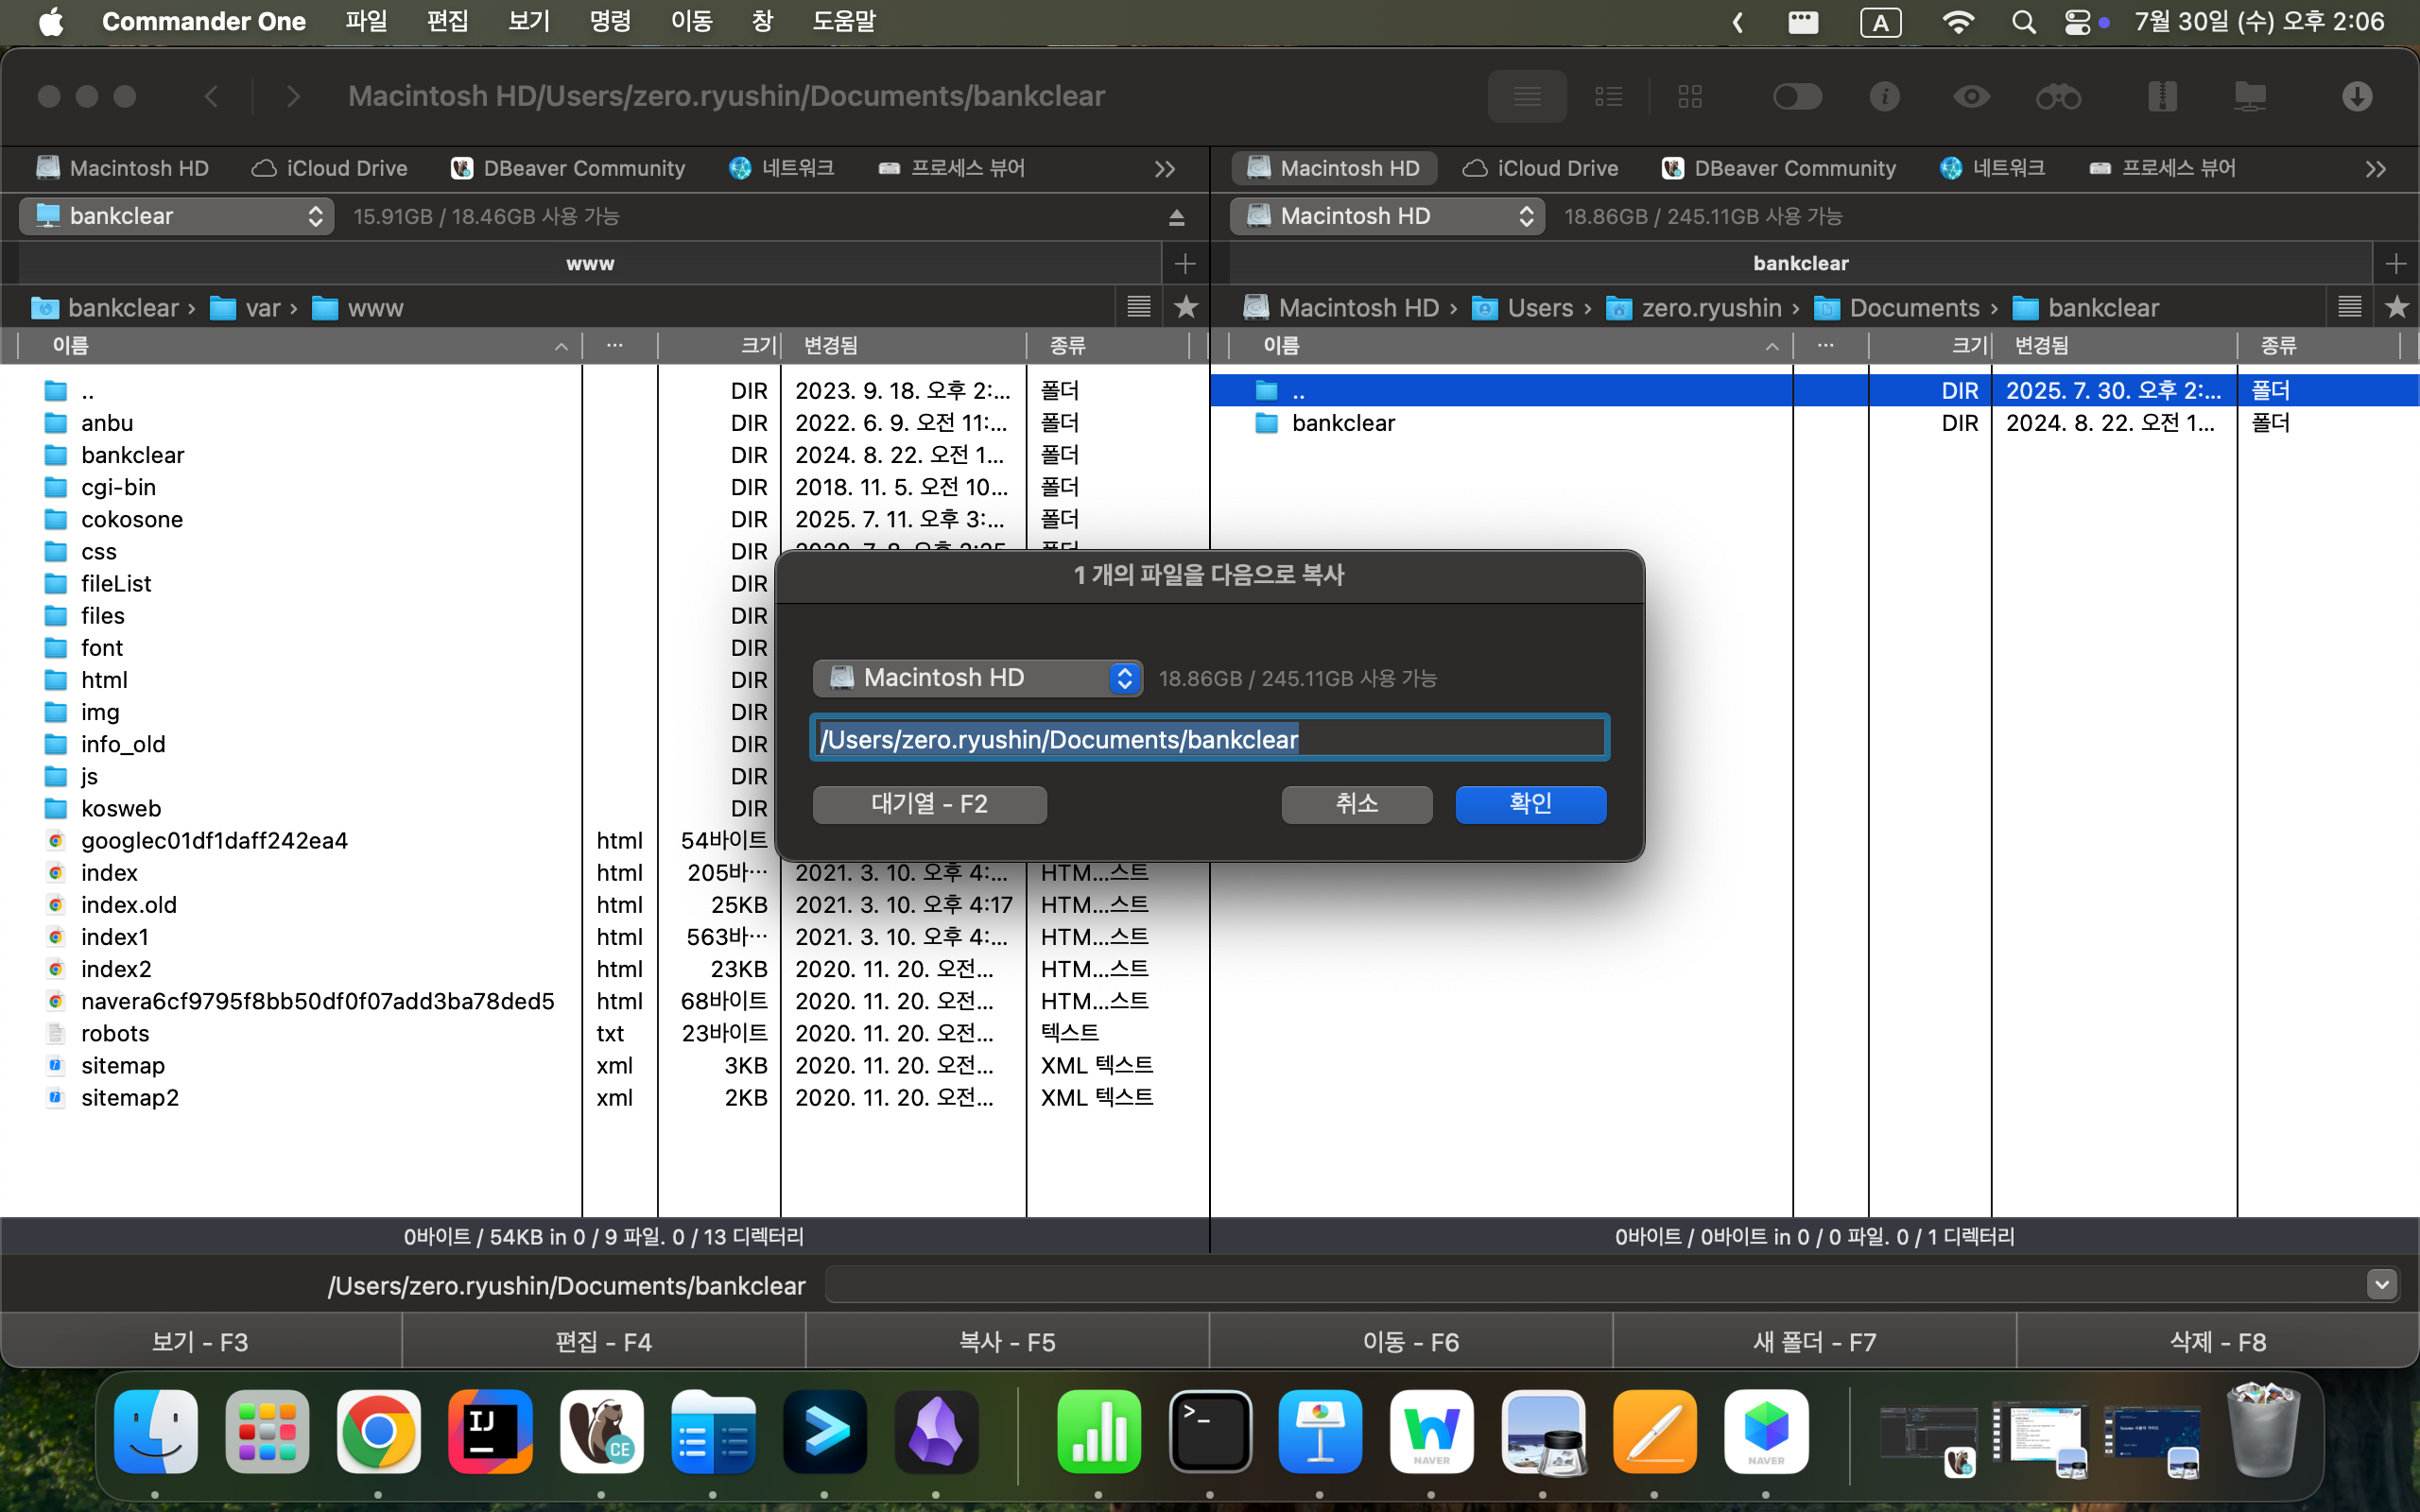 Commander One 파일 편집 보기 명령 이동 창 도움말 A 7월 30일 (수) 오후 2:06
Macintosh HD/Users/zero.ryushin/Documents/bankclear
Macintosh HD iCloud Drive DBeaver Community 네트워크 프로세스 뷰어 Macintosh HD iCloud Drive DBeaver Community 네트워크 프로세스 뷰어
bankclear 15.91GB / 18.46GB 사용 가능 Macintosh HD 18.86GB / 245.11GB 사용 가능
www bankclear
bankclear › var › www Macintosh HD › Users › zero.ryushin › Documents › bankclear
이름 ... 크기 변경됨 종류 이름 ... 크기 변경됨 종류
.. DIR 2023. 9. 18. 오후 2:... 폴더 .. DIR 2025. 7. 30. 오후 2:... 폴더
anbu DIR 2022. 6. 9. 오전 11:... 폴더 bankclear DIR 2024. 8. 22. 오전 1... 폴더
bankclear DIR 2024. 8. 22. 오전 1... 폴더
cgi-bin DIR 2018. 11. 5. 오전 10... 폴더
cokosone DIR 2025. 7. 11. 오후 3:... 폴더
css DIR
fileList DIR
files DIR
font DIR
html DIR
img DIR
info_old DIR
js DIR
kosweb DIR
googlec01df1daff242ea4 html 54바이트
index html 205바... 2021. 3. 10. 오후 4:... HTM...스트
index.old html 25KB 2021. 3. 10. 오후 4:17 HTM...스트
index1 html 563바... 2021. 3. 10. 오후 4:... HTM...스트
index2 html 23KB 2020. 11. 20. 오전... HTM...스트
navera6cf9795f8bb50df0f07add3ba78ded5 html 68바이트 2020. 11. 20. 오전... HTM...스트
robots txt 23바이트 2020. 11. 20. 오전... 텍스트
sitemap xml 3KB 2020. 11. 20. 오전... XML 텍스트
sitemap2 xml 2KB 2020. 11. 20. 오전... XML 텍스트
1 개의 파일을 다음으로 복사
Macintosh HD 18.86GB / 245.11GB 사용 가능
/Users/zero.ryushin/Documents/bankclear
대기열 - F2 취소 확인
0바이트 / 54KB in 0 / 9 파일. 0 / 13 디렉터리 0바이트 / 0바이트 in 0 / 0 파일. 0 / 1 디렉터리
/Users/zero.ryushin/Documents/bankclear
보기 - F3 편집 - F4 복사 - F5 이동 - F6 새 폴더 - F7 삭제 - F8
IJ CE >_ NAVER NAVER